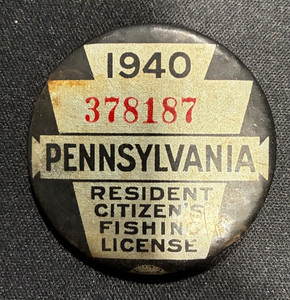 1940
378187
PENNSYLVANIA
RESIDENT
CITIZEN'S
FISHING
LICENSE